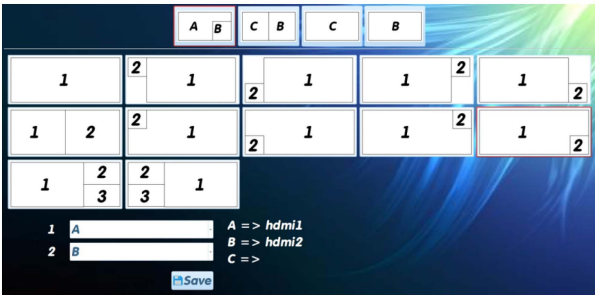 A B C B C B
1 2 1 1 2 1 2 1 2
1 2 2 1 1 2 1 2 1 2
1 2 3 2 3 1
1 A A => hdmi1
2 B B => hdmi2
C =>
Save